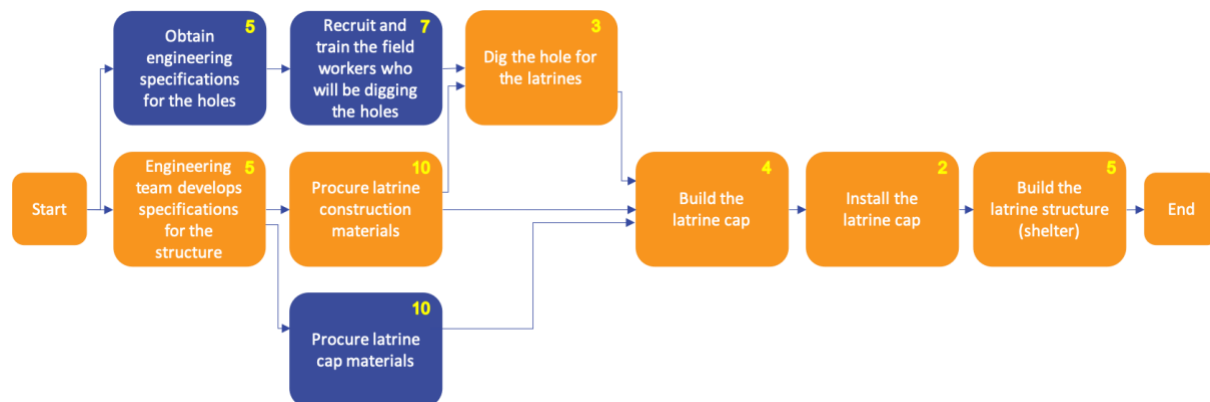 5
Obtain
engineering
specifications
for the holes
7
Recruit and
train the field
workers who
will be digging
the holes
3
Dig the hole for
the latrines
Start
5
Engineering
team develops
specifications
for the
structure
10
Procure latrine
construction
materials
4
Build the
latrine cap
2
Install the
latrine cap
5
Build the
latrine structure
(shelter)
End
10
Procure latrine
cap materials